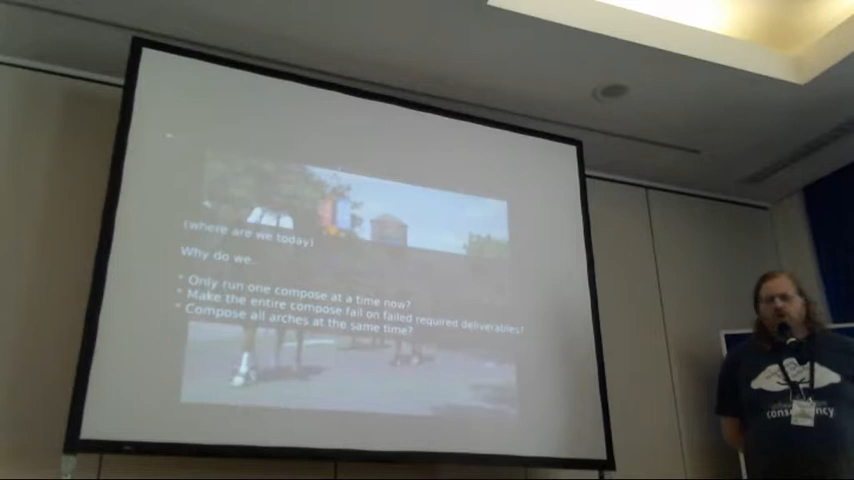 (where are we today)
Why do we..
* Only run one compose at a time now?
* Make the entire compose fail on failed required deliverables?
* Compose all arches at the same time?